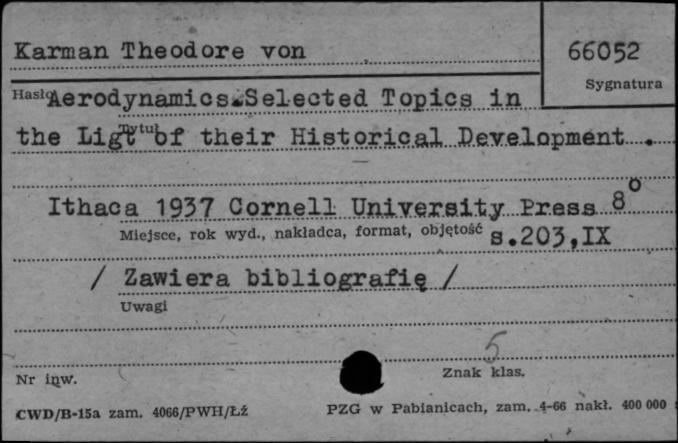 Karman Theodore von
66052
Sygnatura
Hasło
Aerodynamics.Selected Topics in
Tytuł
the Ligt of their Historical Development .
Ithaca 1937 Cornell University Press 8°
Miejsce, rok wyd., nakładca, format, objętość s.203,IX
/ Zawiera bibliografię /
Uwagi
5
Nr inw.
Znak klas.
CWD/B-15a zam. 4066/PWH/Łź
PZG w Pabianicach, zam. 4-66 nakł. 400 000